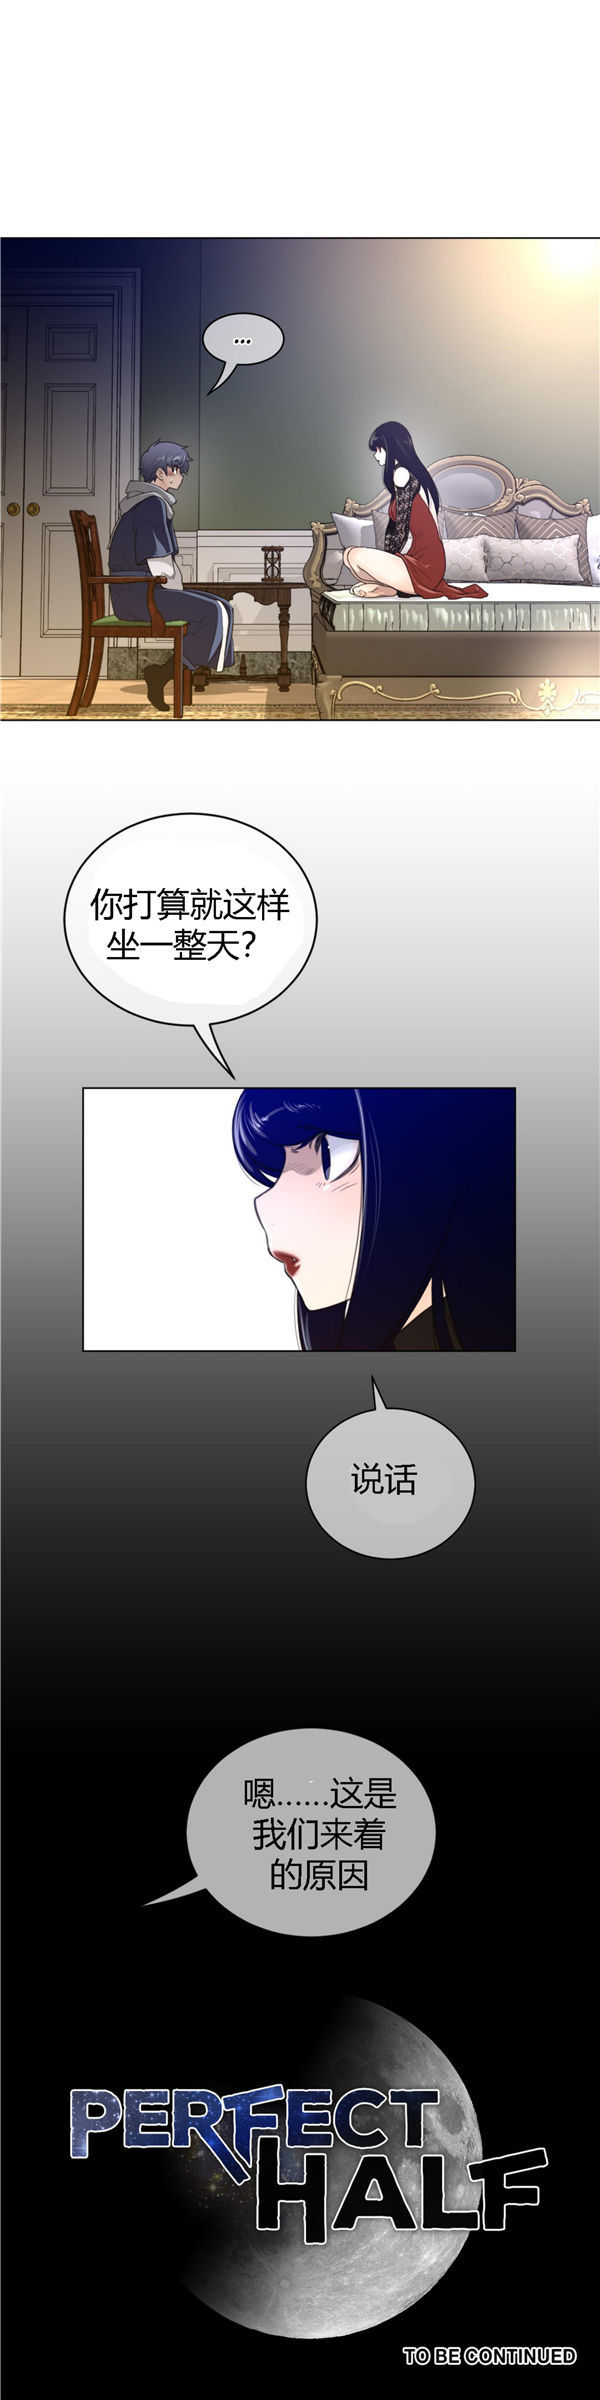 ...
你打算就这样
坐一整天？
说话
嗯……这是
我们来着
的原因
PERFECT
HALF
TO BE CONTINUED